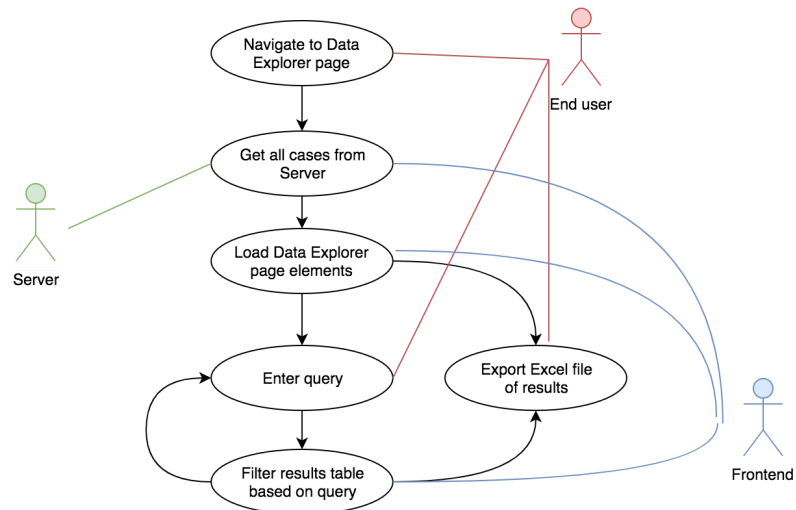 Navigate to Data
Explorer page
End user
Get all cases from
Server
Server
Load Data Explorer
page elements
Enter query
Export Excel file
of results
Filter results table
based on query
Frontend